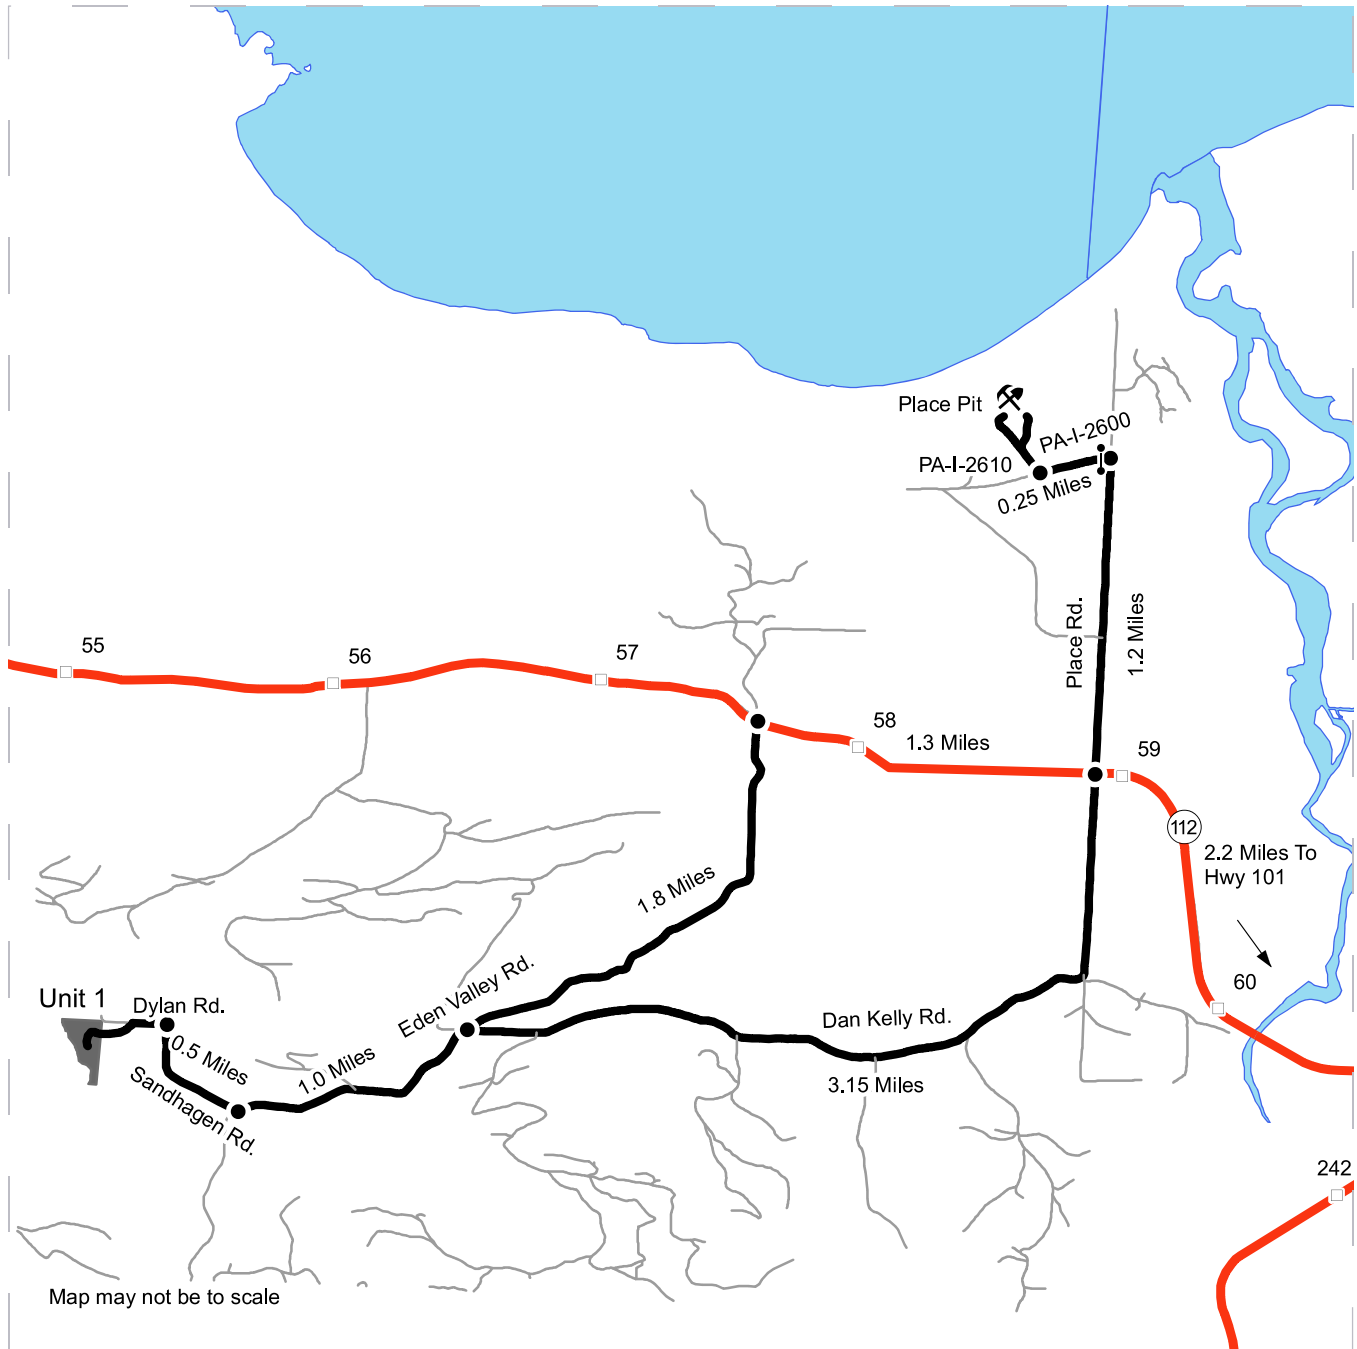 Place Pit
PA-I-2600
PA-I-2610
0.25 Miles
Place Rd.
1.2 Miles
55
56
57
58
1.3 Miles
59
112
2.2 Miles To
Hwy 101
60
1.8 Miles
Eden Valley Rd.
Unit 1
Dylan Rd.
0.5 Miles
Sandhagen Rd.
1.0 Miles
Dan Kelly Rd.
3.15 Miles
242
Map may not be to scale